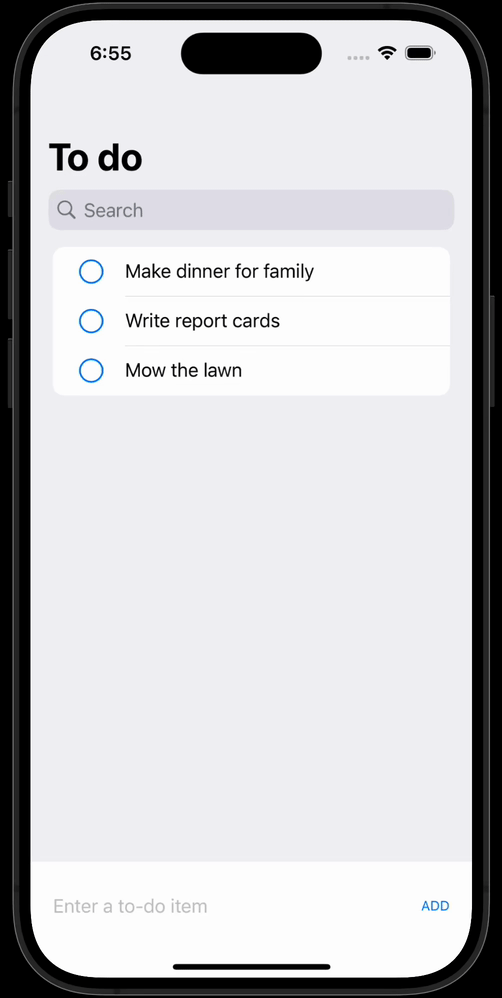 6:55
To do
Search
Make dinner for family
Write report cards
Mow the lawn
Enter a to-do item ADD